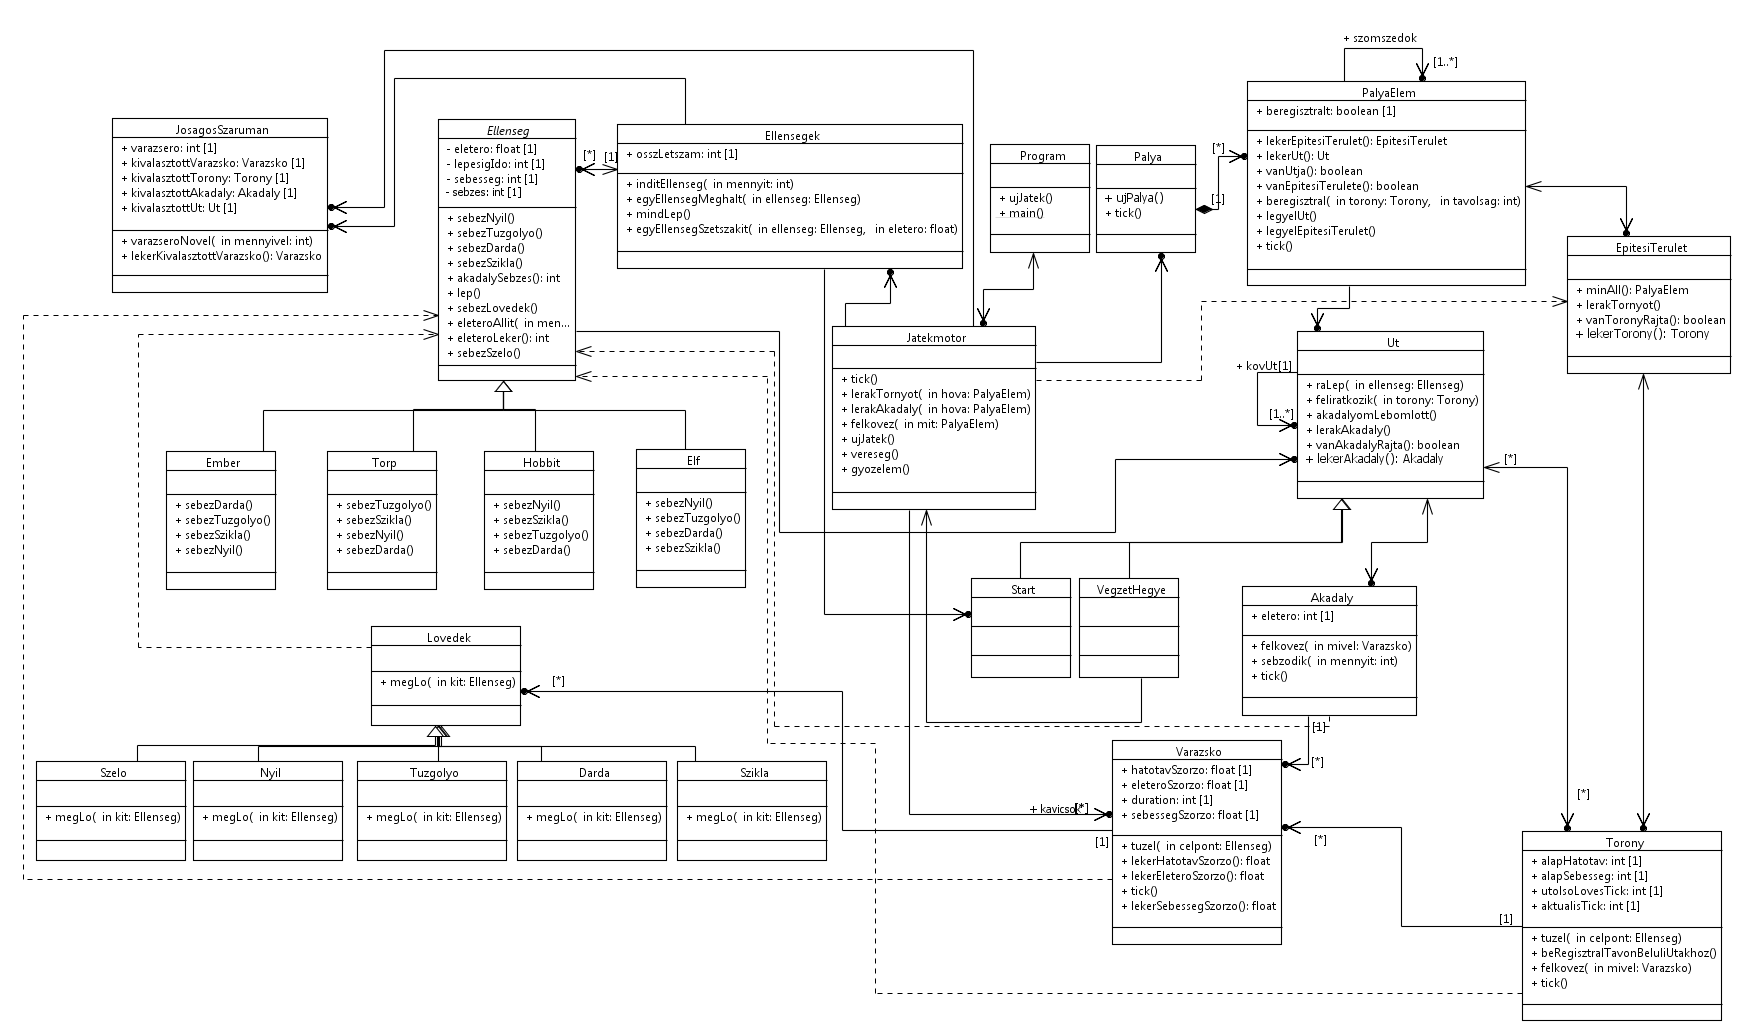 + szomszedok
[1..*]
PalyaElem
+ beregisztralt: boolean [1]
+ lekerEpitesiTerulet(): EpitesiTerulet
+ lekerUt(): Ut
+ vanUtja(): boolean
+ vanEpitesiTerulete(): boolean
+ beregisztral( in torony: Torony, in tavolsag: int)
+ legyelUt()
+ legyelEpitesiTerulet()
+ tick()
JosagosSzaruman
+ varazsero: int [1]
+ kivalasztottVarazsko: Varazsko [1]
+ kivalasztottTorony: Torony [1]
+ kivalasztottAkadaly: Akadaly [1]
+ kivalasztottUt: Ut [1]
+ varazseroNovel( in mennyivel: int)
+ lekerKivalasztottVarazsko(): Varazsko
Ellenseg
- eletero: float [1]
- lepesigIdo: int [1]
- sebesseg: int [1]
- sebzes: int [1]
+ sebezNyil()
+ sebezTuzgolyo()
+ sebezDarda()
+ sebezSzikla()
+ akadalySebzes(): int
+ lep()
+ sebezLovedek()
+ eleteroAllit( in men...
+ eleteroLeker(): int
+ sebezSzelo()
[*]
[1]
Ellensegek
+ osszLetszam: int [1]
+ inditEllenseg( in mennyit: int)
+ egyEllensegMeghalt( in ellenseg: Ellenseg)
+ mindLep()
+ egyEllensegSzetszakit( in ellenseg: Ellenseg, in eletero: float)
Program
+ ujJatek()
+ main()
Palya
+ ujPalya()
+ tick()
[*]
[1]
EpitesiTerulet
+ minAll(): PalyaElem
+ lerakTornyot()
+ vanToronyRajta(): boolean
+ lekerTorony(): Torony
Jatekmotor
+ tick()
+ lerakTornyot( in hova: PalyaElem)
+ lerakAkadaly( in hova: PalyaElem)
+ felkovez( in mit: PalyaElem)
+ ujJatek()
+ vereseg()
+ gyozelem()
Ut
+ kovUt[1]
[1..*]
+ raLep( in ellenseg: Ellenseg)
+ feliratkozik( in torony: Torony)
+ akadalyomLebomlott()
+ lerakAkadaly()
+ vanAkadalyRajta(): boolean
+ lekerAkadaly(): Akadaly
[*]
Ember
+ sebezDarda()
+ sebezTuzgolyo()
+ sebezSzikla()
+ sebezNyil()
Torp
+ sebezTuzgolyo()
+ sebezSzikla()
+ sebezNyil()
+ sebezDarda()
Hobbit
+ sebezNyil()
+ sebezSzikla()
+ sebezTuzgolyo()
+ sebezDarda()
Elf
+ sebezNyil()
+ sebezTuzgolyo()
+ sebezDarda()
+ sebezSzikla()
Start
VegzetHegye
Akadaly
+ eletero: int [1]
+ felkovez( in mivel: Varazsko)
+ sebzodik( in mennyit: int)
+ tick()
[1]
[*]
Lovedek
+ megLo( in kit: Ellenseg)
[*]
Szelo
+ megLo( in kit: Ellenseg)
Nyil
+ megLo( in kit: Ellenseg)
Tuzgolyo
+ megLo( in kit: Ellenseg)
Darda
+ megLo( in kit: Ellenseg)
Szikla
+ megLo( in kit: Ellenseg)
+ kavicsok
[*]
[1]
Varazsko
+ hatotavSzorzo: float [1]
+ eleteroSzorzo: float [1]
+ duration: int [1]
+ sebessegSzorzo: float [1]
+ tuzel( in celpont: Ellenseg)
+ lekerHatotavSzorzo(): float
+ lekerEleteroSzorzo(): float
+ tick()
+ lekerSebessegSzorzo(): float
[*]
[1]
[*]
Torony
+ alapHatotav: int [1]
+ alapSebesseg: int [1]
+ utolsoLovesTick: int [1]
+ aktualisTick: int [1]
+ tuzel( in celpont: Ellenseg)
+ beRegisztralTavonBeluliUtakhoz()
+ felkovez( in mivel: Varazsko)
+ tick()